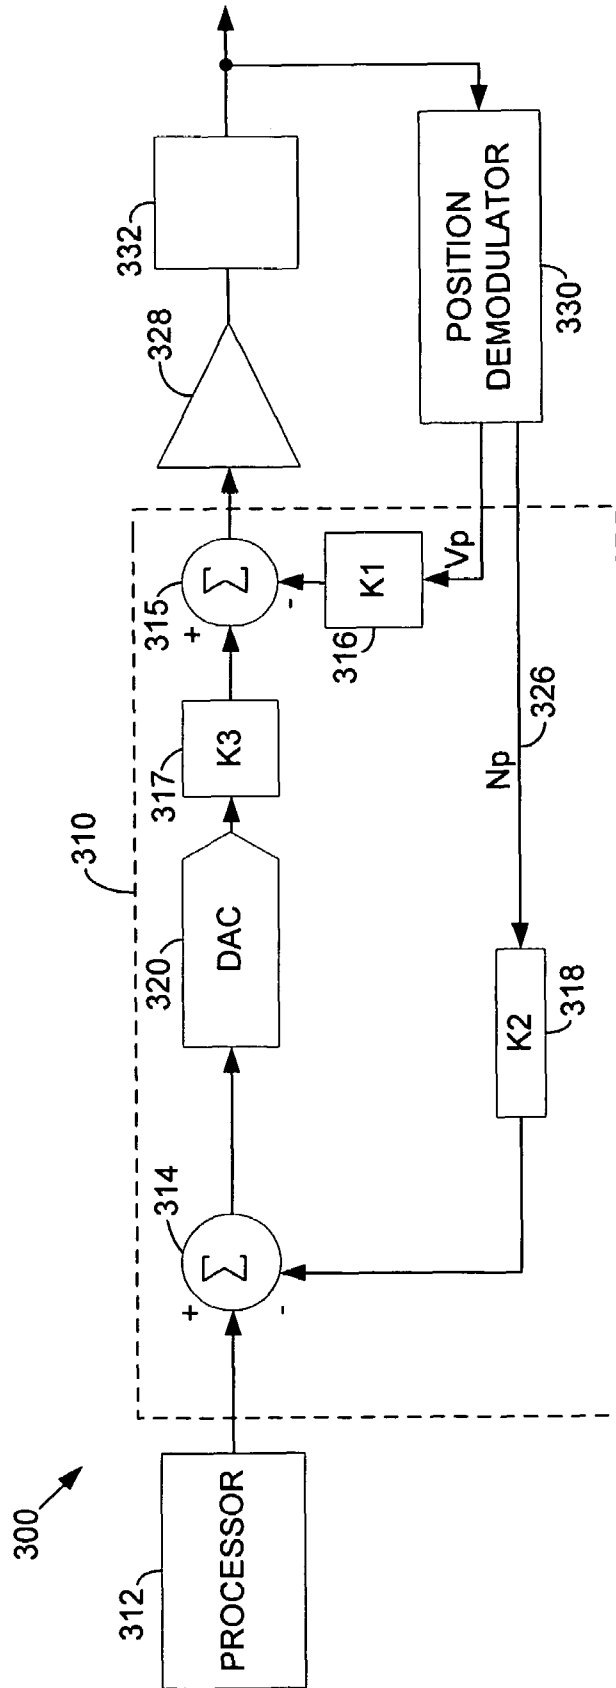 300
312
PROCESSOR
310
314
+
Σ
-
320
DAC
317
K3
315
+
Σ
-
316
K1
Vp
328
332
318
K2
Np
326
POSITION
DEMODULATOR
330